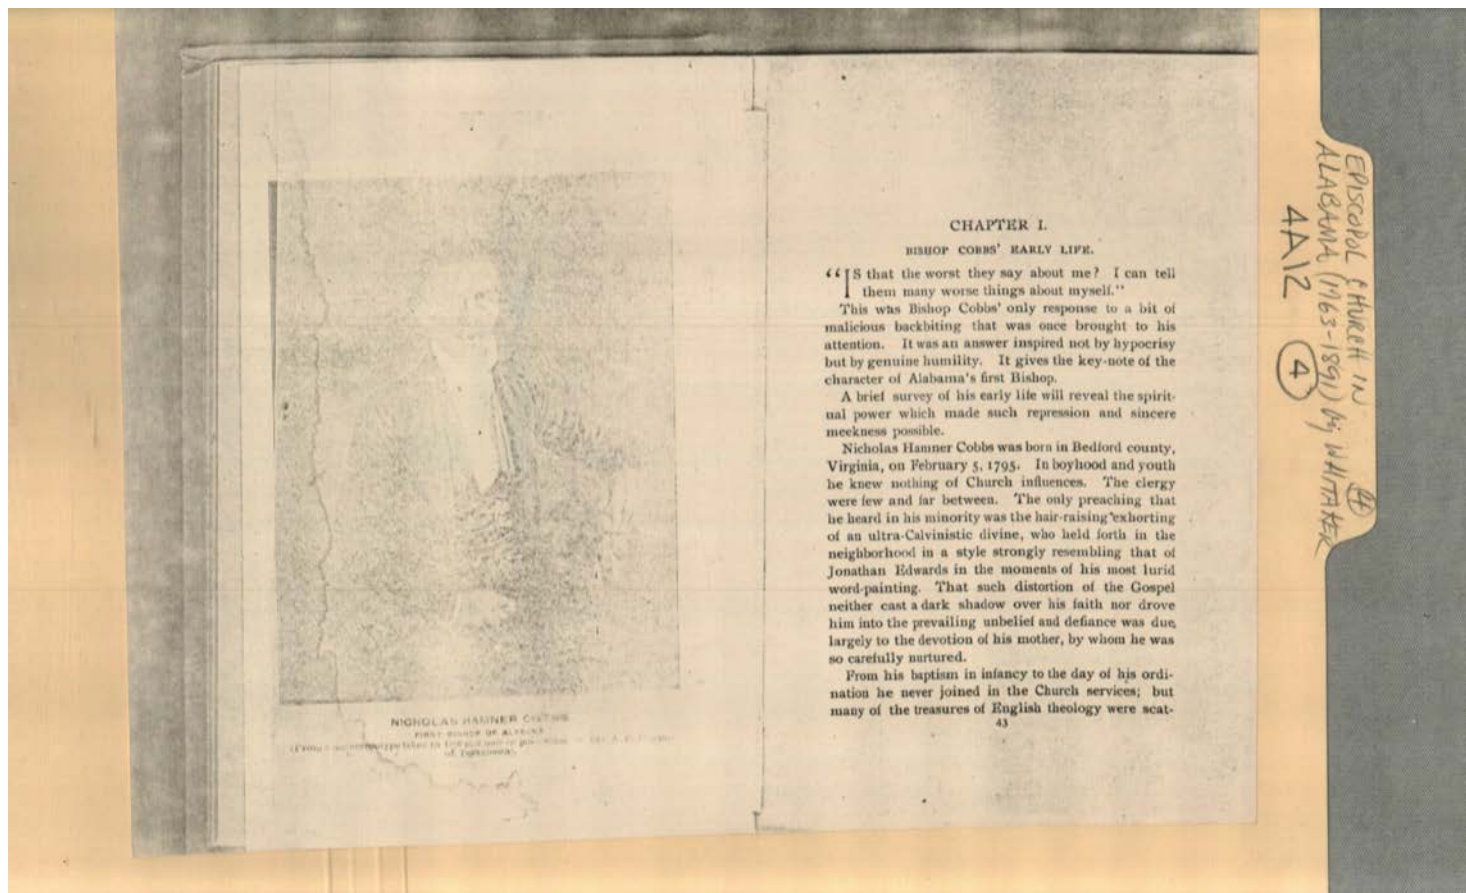 NICHOLAS HAMNER COBBS
FIRST BISHOP OF ALABAMA
CHAPTER I.
BISHOP COBBS' EARLY LIFE.
"IS that the worst they say about me? I can tell
them many worse things about myself."
This was Bishop Cobbs' only response to a bit of
malicious backbiting that was once brought to his
attention. It was an answer inspired not by hypocrisy
but by genuine humility. It gives the key-note of the
character of Alabama's first Bishop.
A brief survey of his early life will reveal the spirit-
ual power which made such repression and sincere
meekness possible.
Nicholas Hamner Cobbs was born in Bedford county,
Virginia, on February 5, 1795. In boyhood and youth
he knew nothing of Church influences. The clergy
were few and far between. The only preaching that
he heard in his minority was the hair-raising exhorting
of an ultra-Calvinistic divine, who held forth in the
neighborhood in a style strongly resembling that of
Jonathan Edwards in the moments of his most lurid
word-painting. That such distortion of the Gospel
neither cast a dark shadow over his faith nor drove
him into the prevailing unbelief and defiance was due
largely to the devotion of his mother, by whom he was
so carefully nurtured.
From his baptism in infancy to the day of his ordi-
nation he never joined in the Church services; but
many of the treasures of English theology were scat-
43
EPISCOPOL CHURCH IN
ALABAMA (1763-1891) by WHITAKER
4A12
4